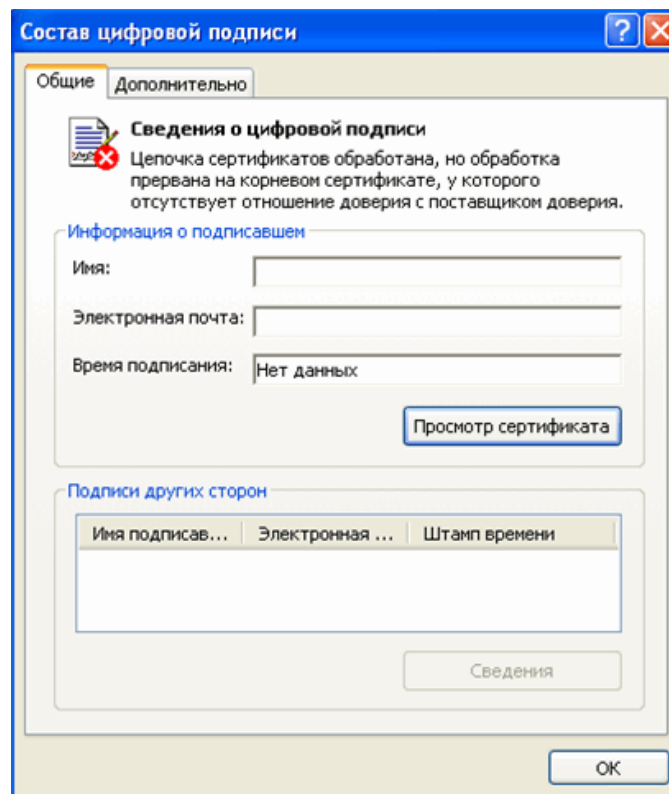 Состав цифровой подписи
Общие
Дополнительно
Сведения о цифровой подписи
Цепочка сертификатов обработана, но обработка
прервана на корневом сертификате, у которого
отсутствует отношение доверия с поставщиком доверия.
Информация о подписавшем
Имя:
Электронная почта:
Время подписания: Нет данных
Просмотр сертификата
Подписи других сторон
Имя подписав... Электронная ... Штамп времени
Сведения
ОК